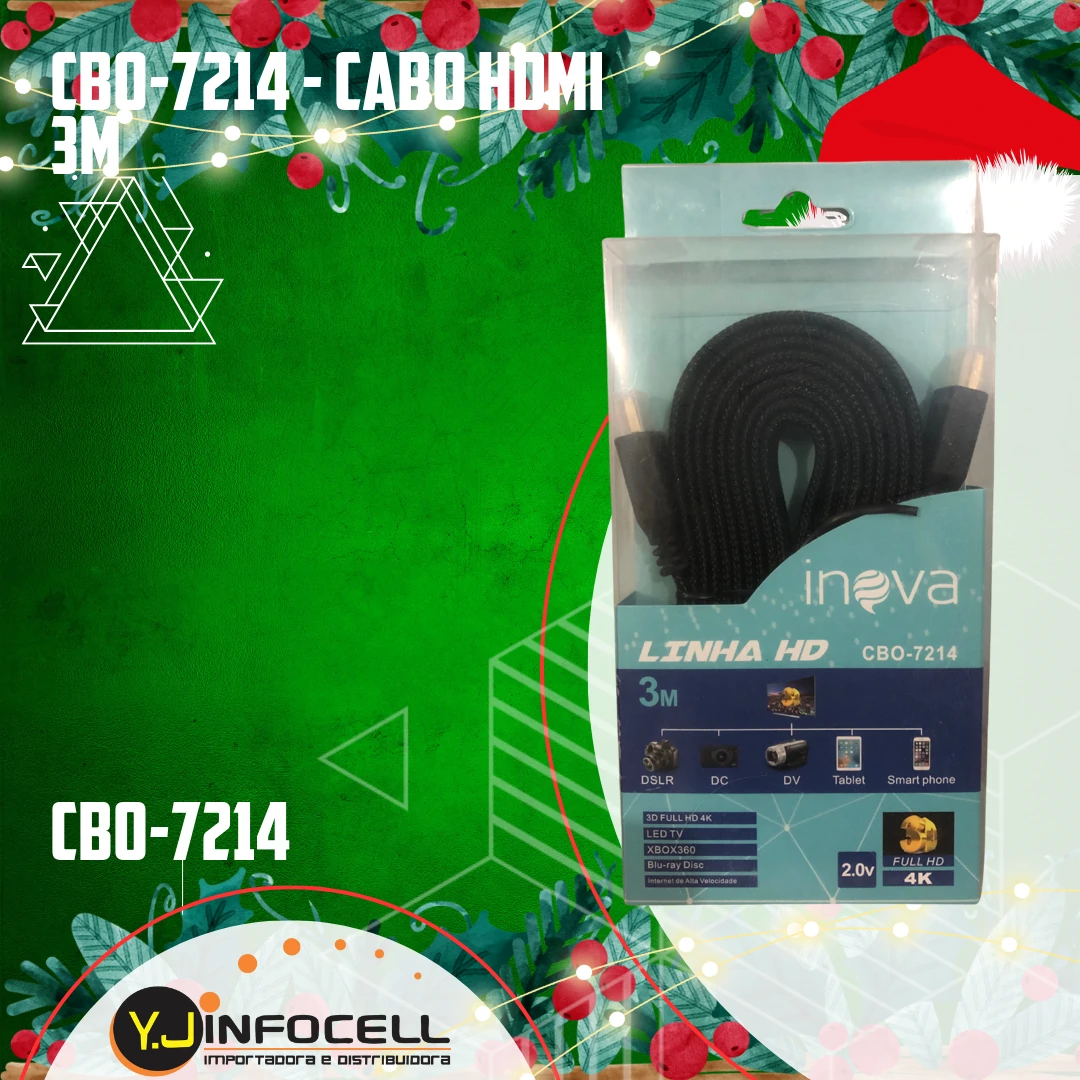 CBO-7214 - CABO HDMI
3M
inova
LINHA HD CBO-7214
3M
DSLR DC DV Tablet Smart phone
3D FULL HD 4K
LED TV
XBOX360
Blu-ray Disc
Internet de Alta Velocidade
2.0v
3D
FULL HD
4K
CBO-7214
Y.J INFOCELL
IMPORTADORA E DISTRIBUIDORA